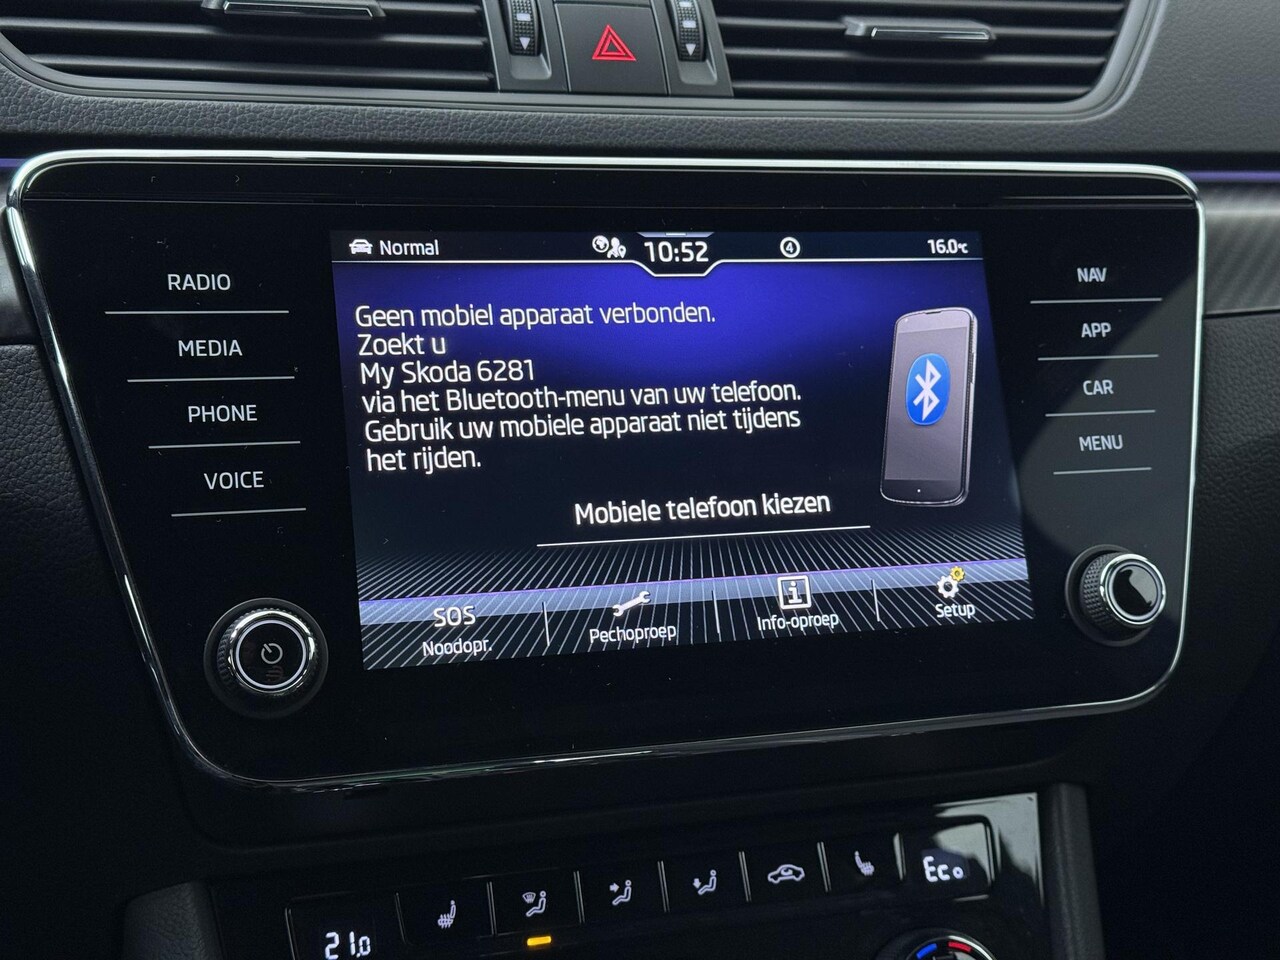 Normal
10:52
4
16.0°C
RADIO
MEDIA
PHONE
VOICE
Geen mobiel apparaat verbonden.
Zoekt u
My Skoda 6281
via het Bluetooth-menu van uw telefoon.
Gebruik uw mobiele apparaat niet tijdens
het rijden.
Mobiele telefoon kiezen
SOS
Noodopr.
Pechoproep
i
Info-oproep
Setup
NAV
APP
CAR
MENU
21.0
Eco